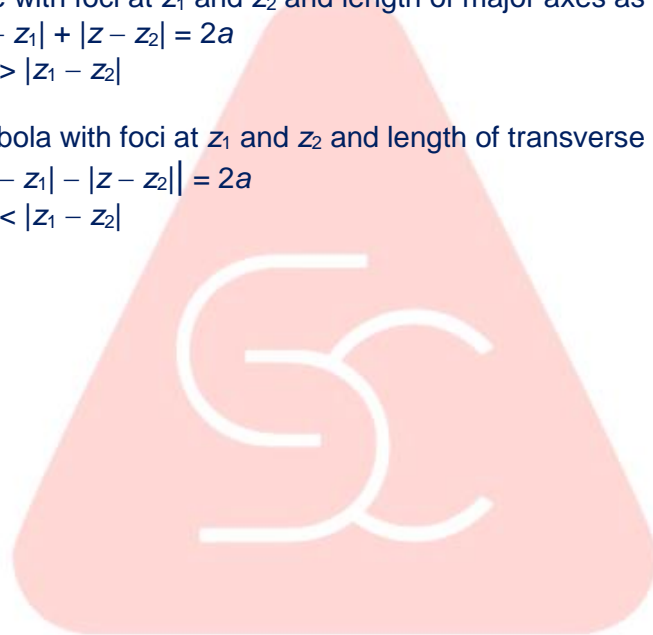 e with foci at z₁ and z₂ and length of major axes as
– z₁| + |z – z₂| = 2a
> |z₁ – z₂|
bola with foci at z₁ and z₂ and length of transverse
– z₁| – |z – z₂|| = 2a
< |z₁ – z₂|
SC